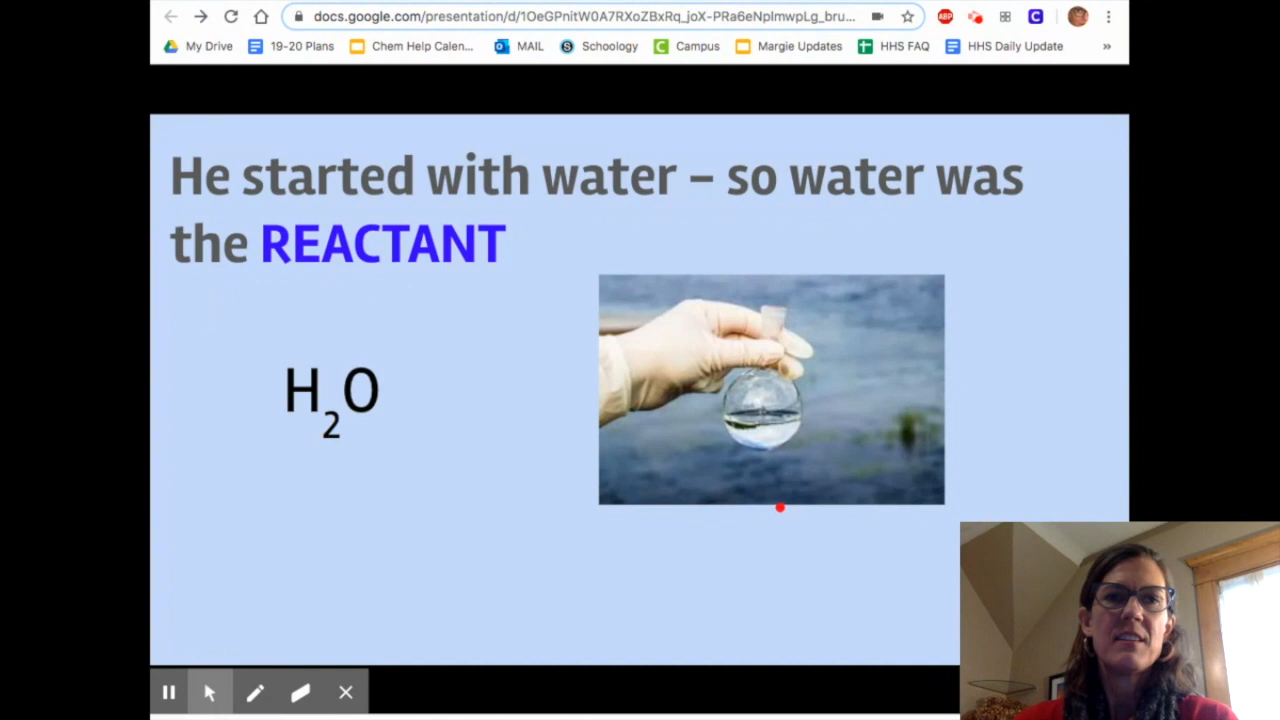 docs.google.com/presentation/d/1OeGPnitW0A7RXoZBxRq_joX-PRa6eNplmwpLg_bru...
ABP
C
My Drive 19-20 Plans Chem Help Calen... MAIL Schoology Campus Margie Updates HHS FAQ HHS Daily Update »
He started with water – so water was
the REACTANT
H₂O